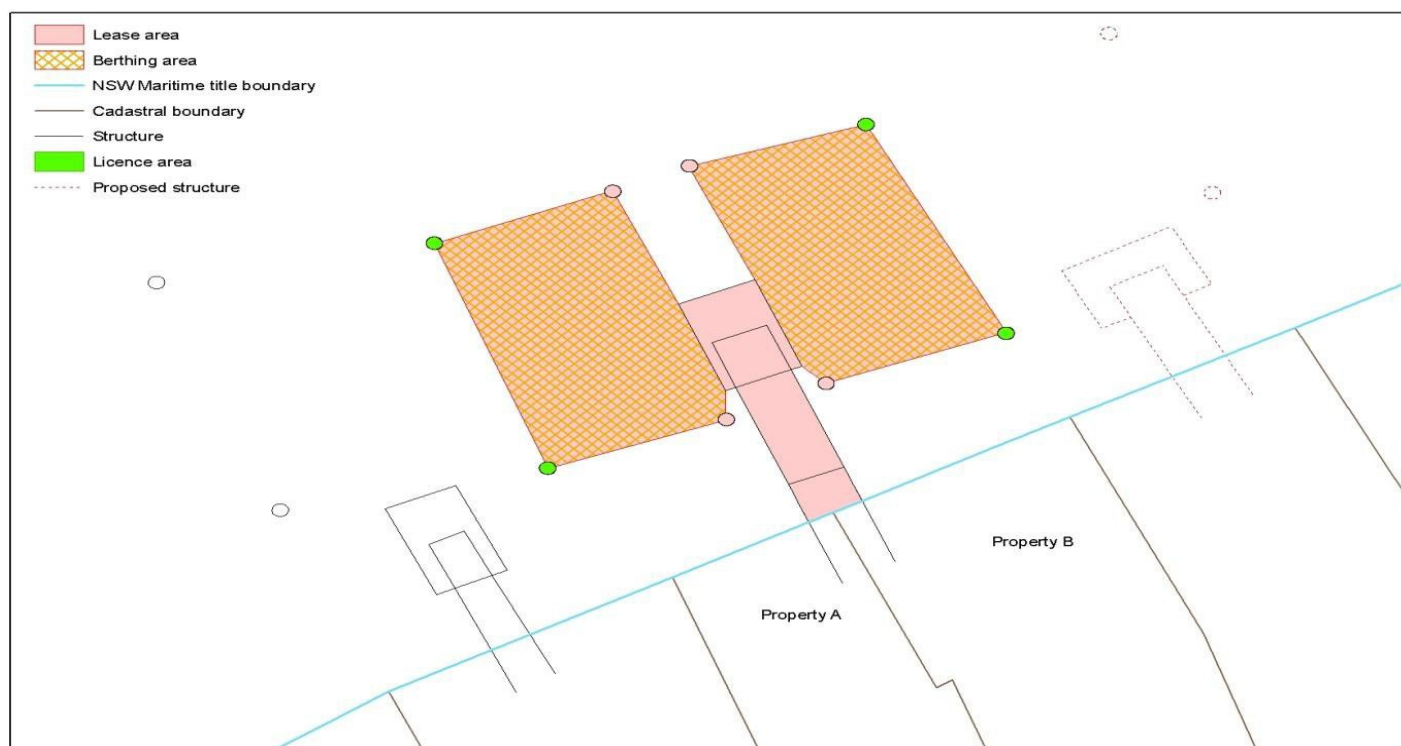 Lease area
Berthing area
NSW Maritime title boundary
Cadastral boundary
Structure
Licence area
Proposed structure
Property B
Property A